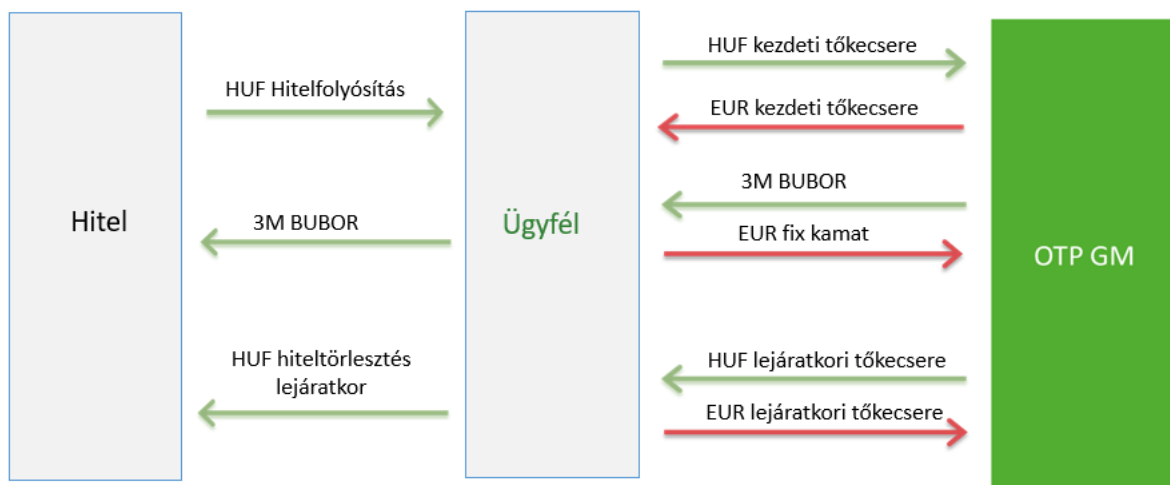 HUF kezdeti tőkecsere
HUF Hitelfolyósítás
EUR kezdeti tőkecsere
3M BUBOR
Hitel
3M BUBOR
Ügyfél
EUR fix kamat
OTP GM
HUF hiteltörlesztés
lejáratkor
HUF lejáratkori tőkecsere
EUR lejáratkori tőkecsere